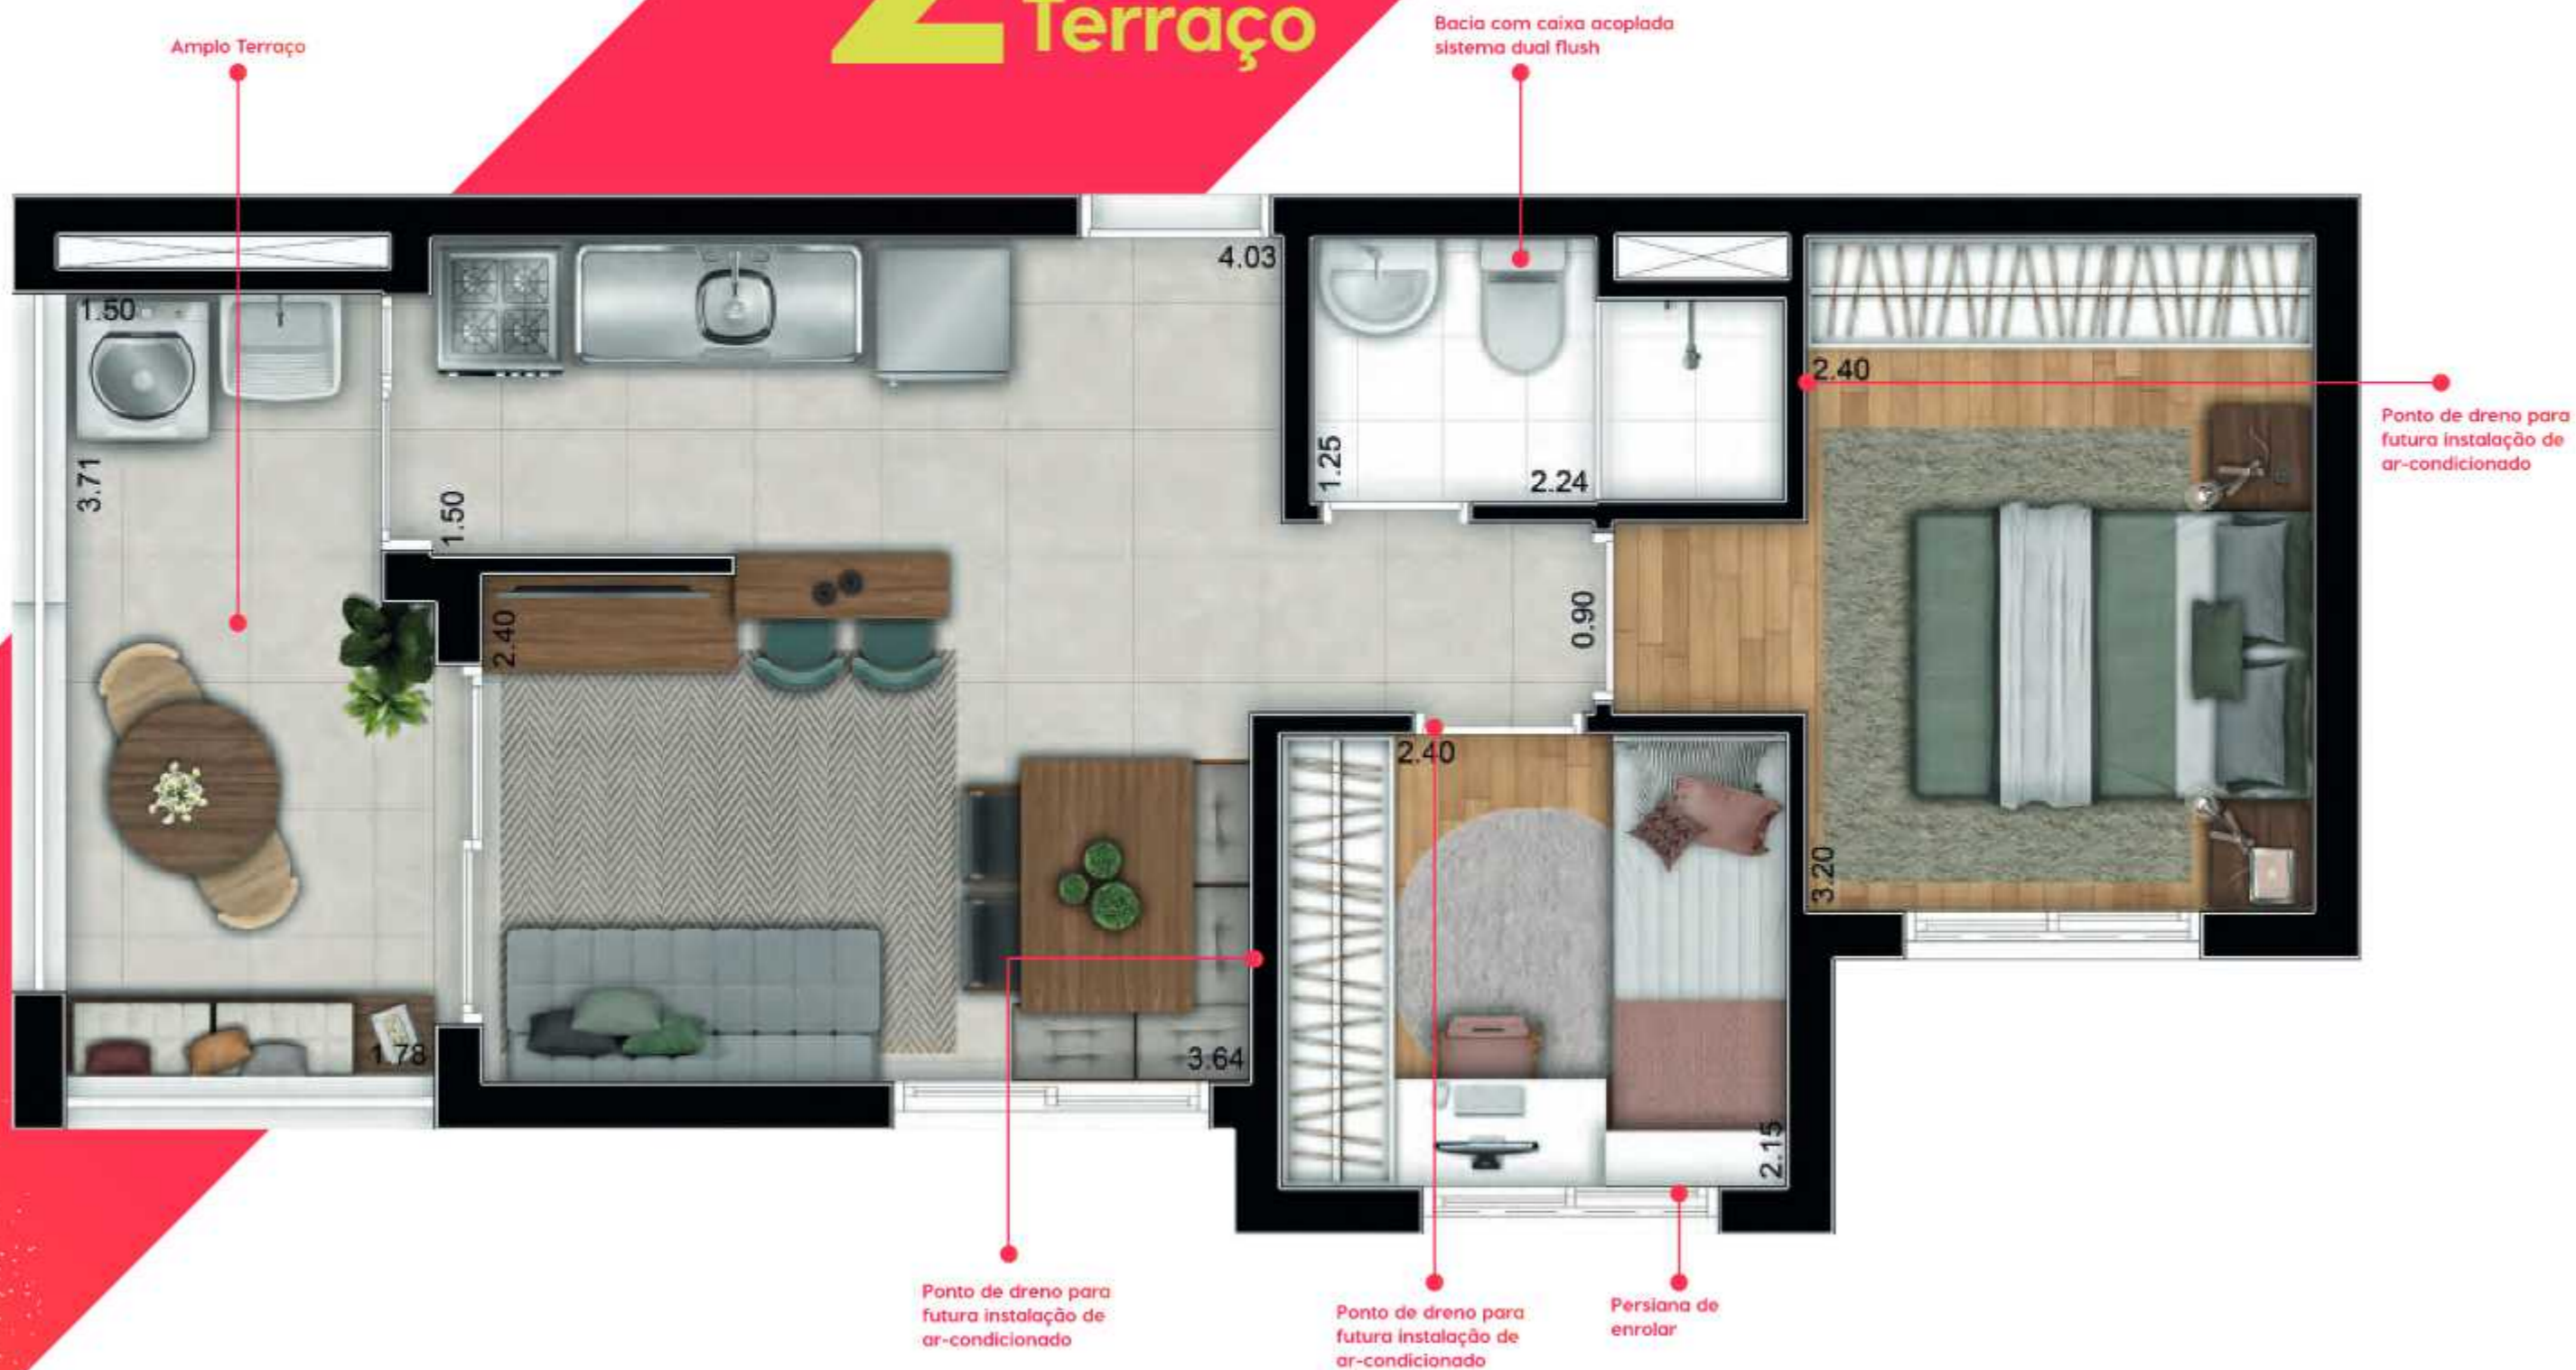 2
Terraço
Amplo Terraço
Bacia com caixa acoplada
sistema dual flush
4.03
1.50
2.40
Ponto de dreno para
futura instalação de
ar-condicionado
3.71
1.50
1.25
2.24
2.40
0.90
2.40
3.20
1.78
3.64
2.15
Ponto de dreno para
futura instalação de
ar-condicionado
Ponto de dreno para
futura instalação de
ar-condicionado
Persiana de
enrolar